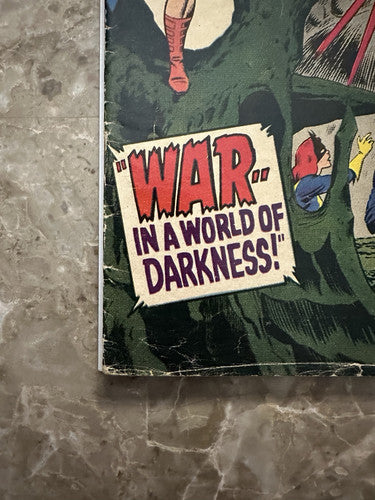 "WAR..
IN A WORLD OF
DARKNESS!"